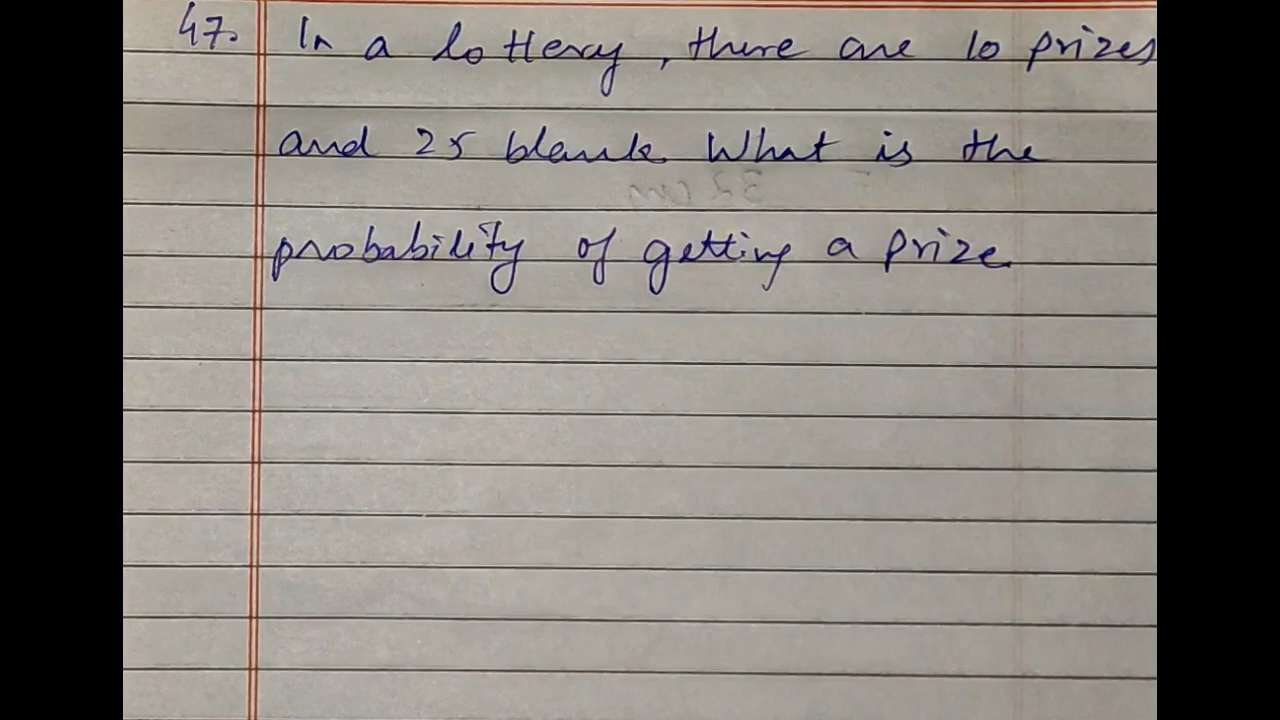 47. In a lottery, there are 10 prizes
and 25 blank. What is the
probability of getting a prize